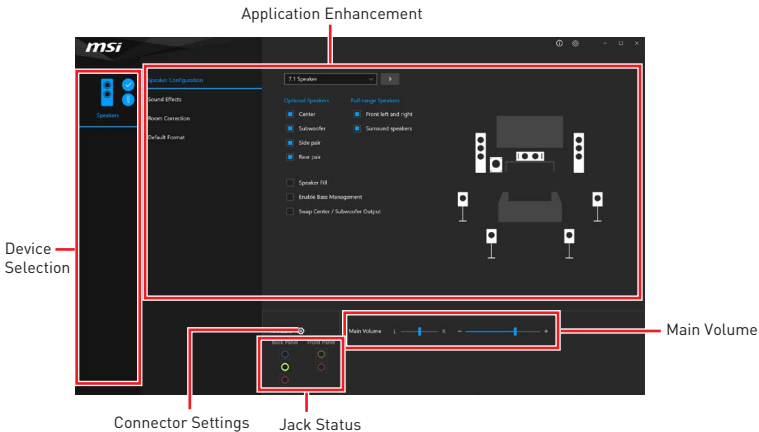 Application Enhancement
msi
Speakers
Speaker Configuration
Sound Effects
Room Correction
Default Format
7.1 Speaker
Optional Speakers
Full-range Speakers
Center
Front left and right
Subwoofer
Surround speakers
Side pair
Rear pair
Speaker Fill
Enable Bass Management
Swap Center / Subwoofer Output
Device
Selection
Main Volume L R
Main Volume
Back Panel
Front Panel
Connector Settings
Jack Status